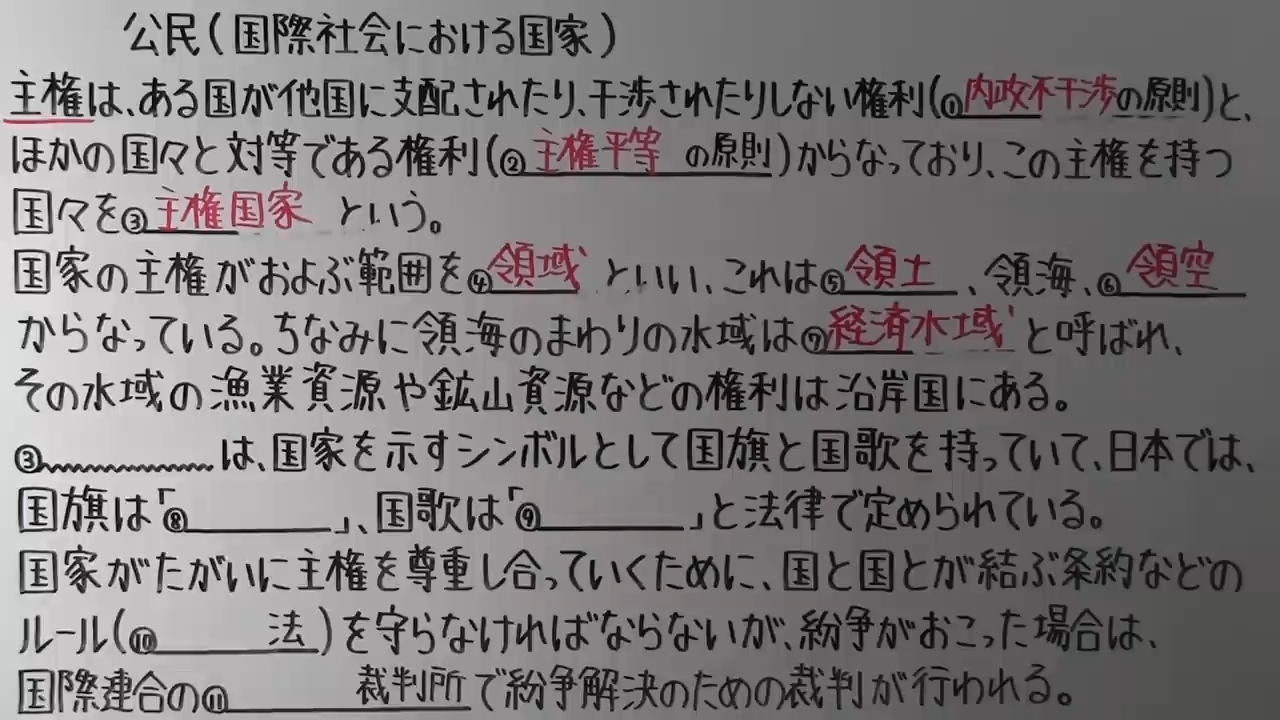 公民(国際社会における国家)
主権は、ある国が他国に支配されたり、干渉されたりしない権利(①内政不干渉の原則)と、
ほかの国々と対等である権利(②主権平等 の原則)からなっており、この主権を持つ
国々を③主権国家 という。
国家の主権がおよぶ範囲を④領域 といい、これは⑤領土 、領海、⑥領空
からなっている。ちなみに領海のまわりの水域は⑦経済水域 と呼ばれ、
その水域の漁業資源や鉱山資源などの権利は沿岸国にある。
③ は、国家を示すシンボルとして国旗と国歌を持っていて、日本では、
国旗は「⑧ 」、国歌は「⑨ 」と法律で定められている。
国家がたがいに主権を尊重し合っていくために、国と国とが結ぶ条約などの
ルール(⑩ 法)を守らなければならないが、紛争がおこった場合は、
国際連合の⑪ 裁判所で紛争解決のための裁判が行われる。